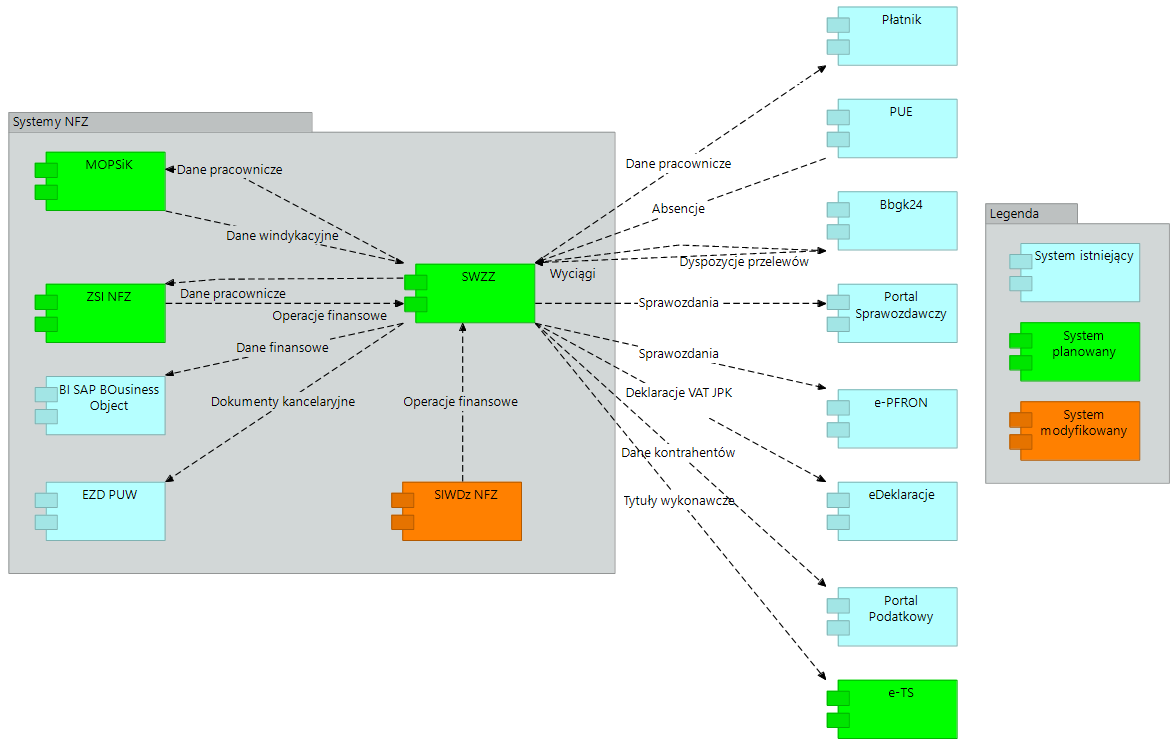 Płatnik
PUE
Bbgk24
Portal
Sprawozdawczy
e-PFRON
eDeklaracje
Portal
Podatkowy
e-TS
Systemy NFZ
MOPSiK
ZSI NFZ
BI SAP BOusiness
Object
EZD PUW
SWZZ
SIWDz NFZ
Dane pracownicze
Dane windykacyjne
Dane pracownicze
Operacje finansowe
Dane finansowe
Dokumenty kancelaryjne
Operacje finansowe
Dane pracownicze
Absencje
Dyspozycje przelewów
Wyciągi
Sprawozdania
Sprawozdania
Deklaracje VAT JPK
Dane kontrahentów
Tytuły wykonawcze
Legenda
System istniejący
System
planowany
System
modyfikowany